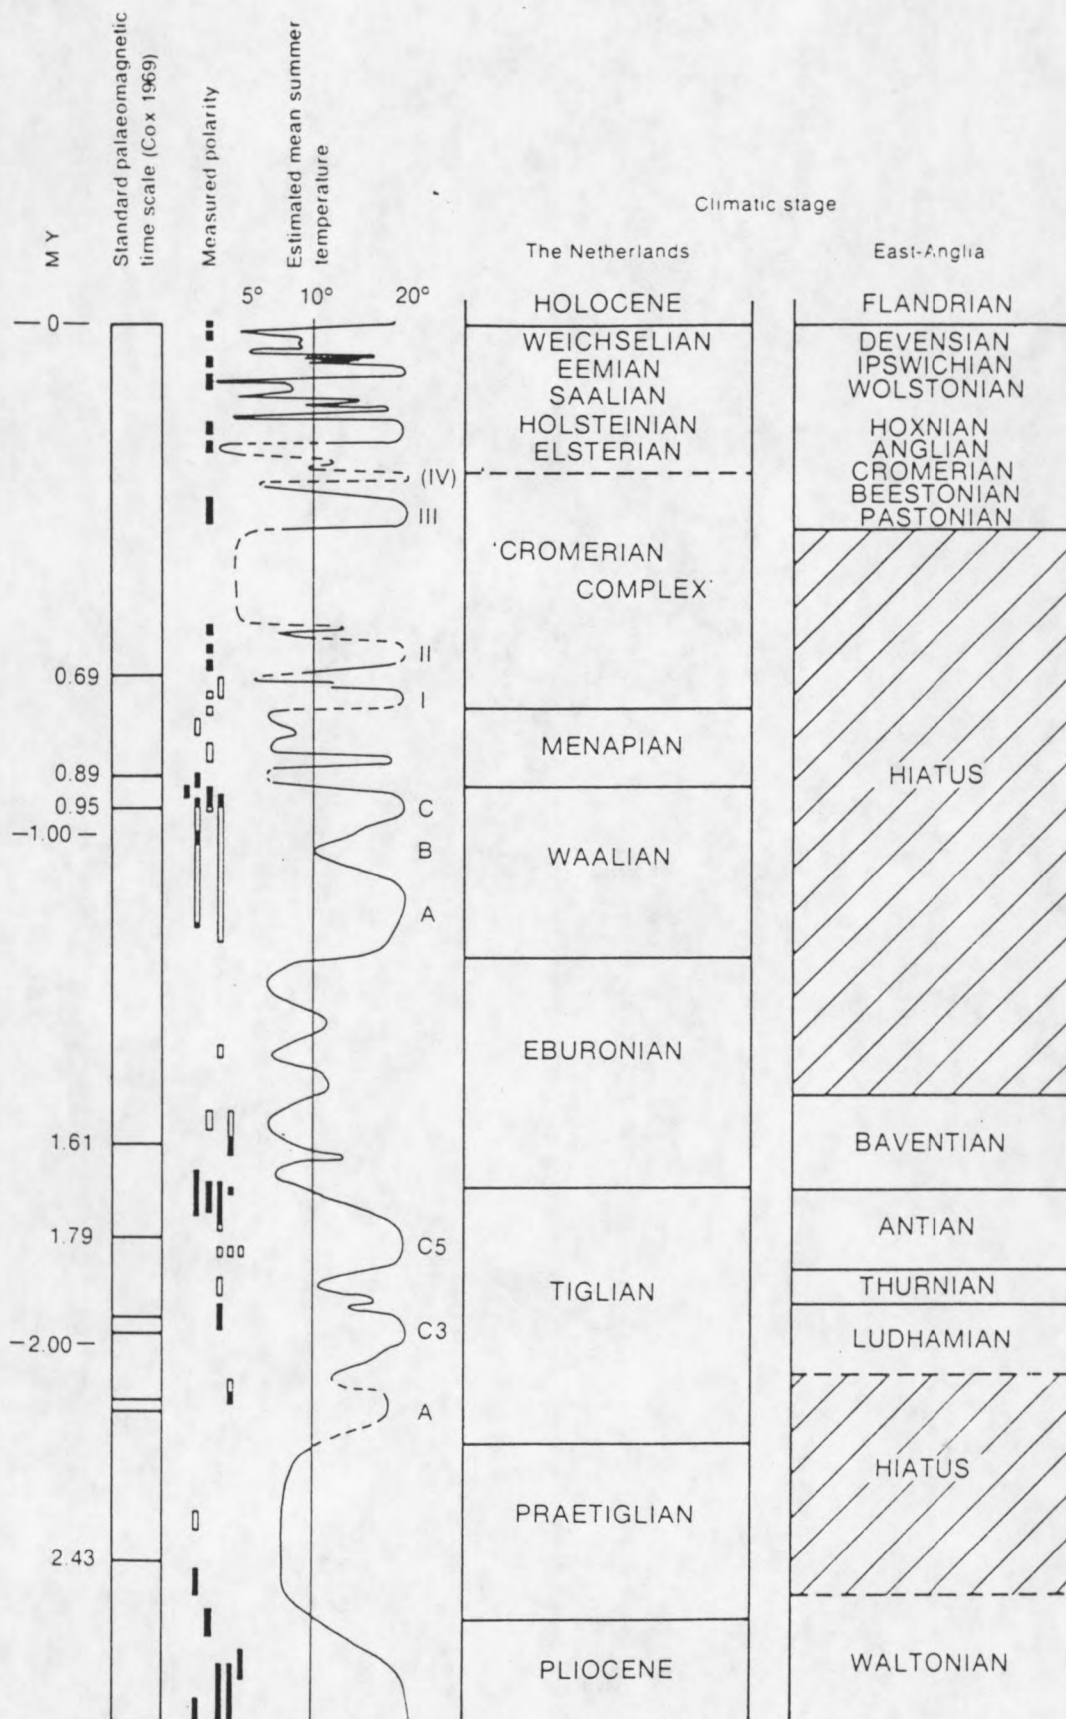 M Y
Standard palaeomagnetic
time scale (Cox 1969)
Measured polarity
Estimated mean summer
temperature
Climatic stage
The Netherlands
East-Anglia
5° 10° 20°
HOLOCENE
FLANDRIAN
0
WEICHSELIAN
DEVENSIAN
EEMIAN
IPSWICHIAN
SAALIAN
WOLSTONIAN
HOLSTEINIAN
HOXNIAN
ELSTERIAN
ANGLIAN
(IV)
CROMERIAN
BEESTONIAN
III
PASTONIAN
'CROMERIAN
COMPLEX'
II
0.69
I
MENAPIAN
0.89
HIATUS
0.95
C
-1.00-
B
WAALIAN
A
EBURONIAN
1.61
BAVENTIAN
1.79
C5
ANTIAN
TIGLIAN
THURNIAN
-2.00-
C3
LUDHAMIAN
A
HIATUS
PRAETIGLIAN
2.43
PLIOCENE
WALTONIAN